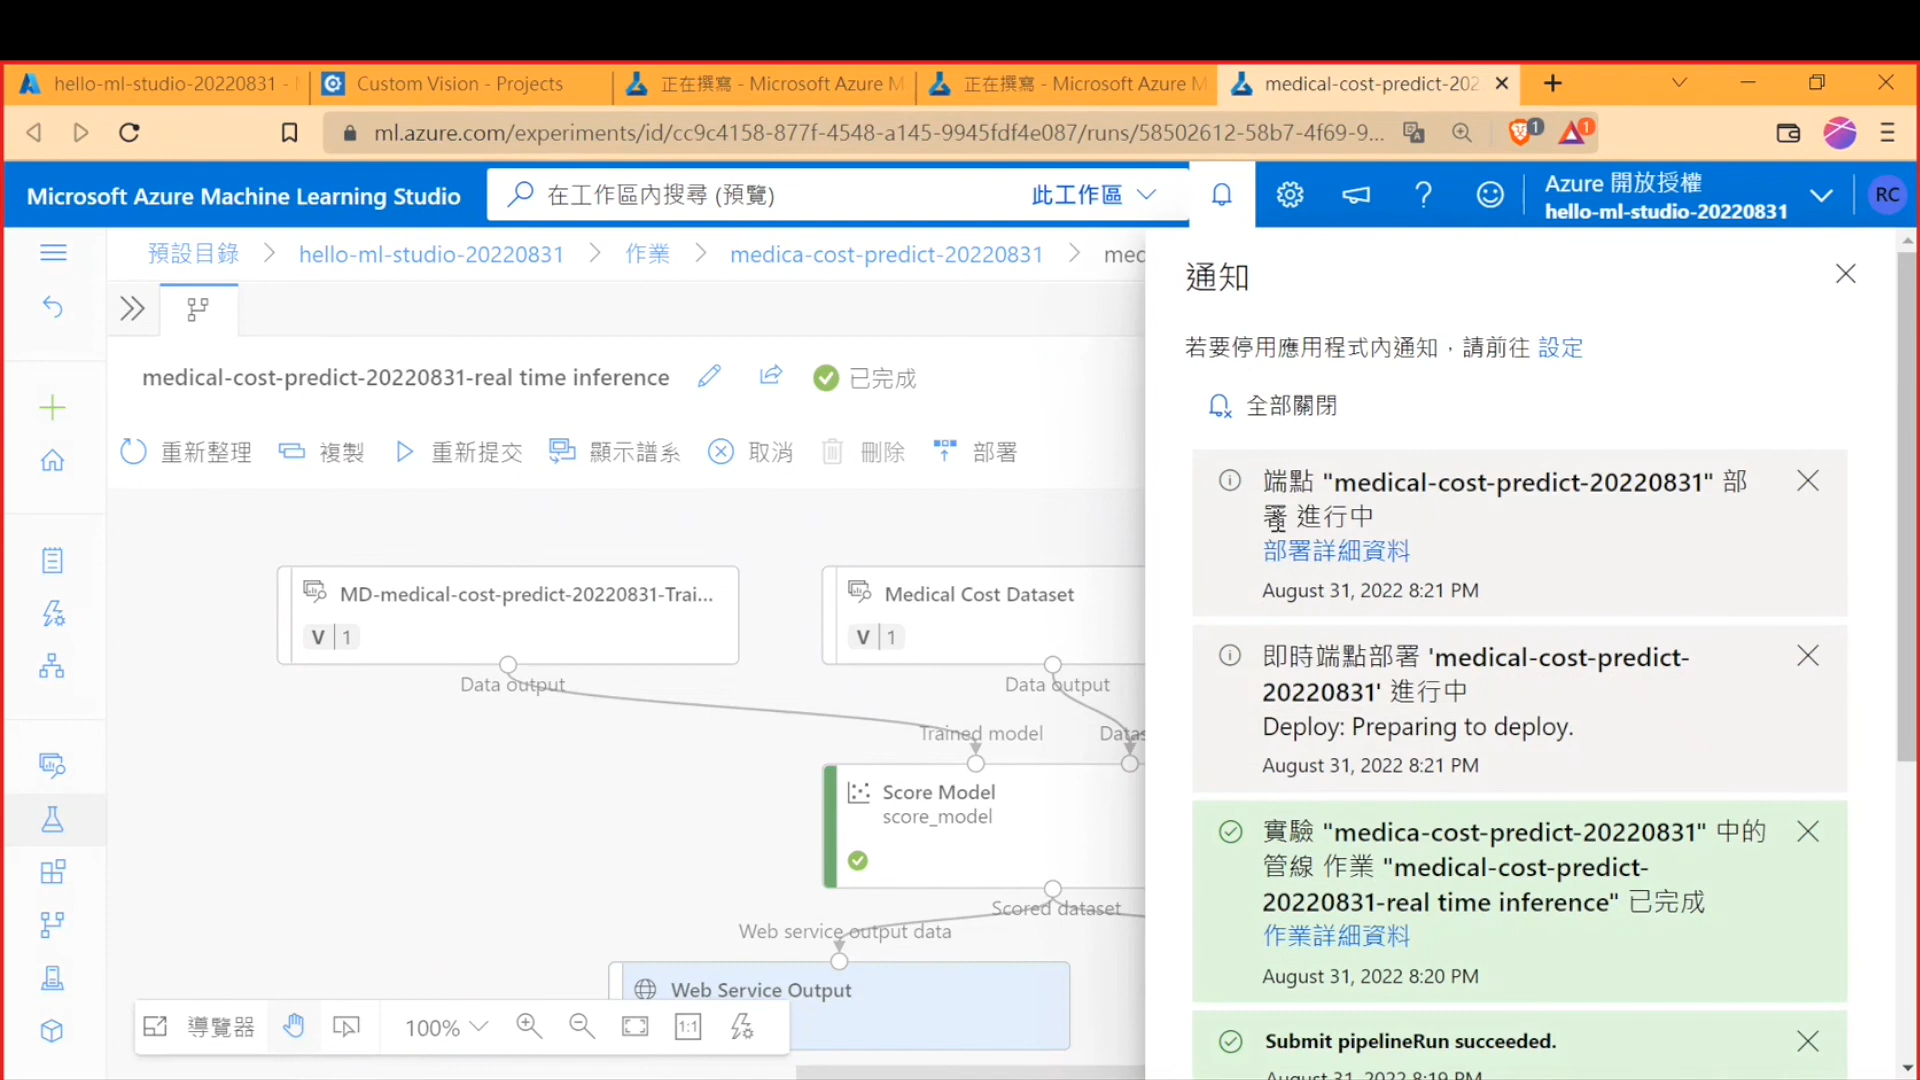 hello-ml-studio-20220831 -
Custom Vision - Projects
正在撰寫 - Microsoft Azure M
正在撰寫 - Microsoft Azure M
medical-cost-predict-202
ml.azure.com/experiments/id/cc9c4158-877f-4548-a145-9945fdf4e087/runs/58502612-58b7-4f69-9...
1
1
Microsoft Azure Machine Learning Studio
在工作區內搜尋 (預覽)
此工作區
Azure 開放授權
hello-ml-studio-20220831
RC
預設目錄 > hello-ml-studio-20220831 > 作業 > medica-cost-predict-20220831 > med
medical-cost-predict-20220831-real time inference
已完成
重新整理
複製
重新提交
顯示譜系
取消
刪除
部署
MD-medical-cost-predict-20220831-Trai...
V 1
Data output
Medical Cost Dataset
V 1
Data output
Trained model
Datas
Score Model
score_model
Scored dataset
Web service output data
Web Service Output
導覽器
100%
1:1
通知
若要停用應用程式內通知，請前往 設定
全部關閉
端點 "medical-cost-predict-20220831" 部
署 進行中
部署詳細資料
August 31, 2022 8:21 PM
即時端點部署 'medical-cost-predict-
20220831' 進行中
Deploy: Preparing to deploy.
August 31, 2022 8:21 PM
實驗 "medica-cost-predict-20220831" 中的
管線 作業 "medical-cost-predict-
20220831-real time inference" 已完成
作業詳細資料
August 31, 2022 8:20 PM
Submit pipelineRun succeeded.
August 31, 2022 8:19 PM